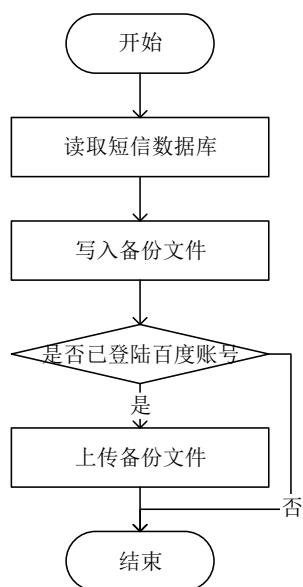 开始
读取短信数据库
写入备份文件
是否已登陆百度账号
是
上传备份文件
否
结束